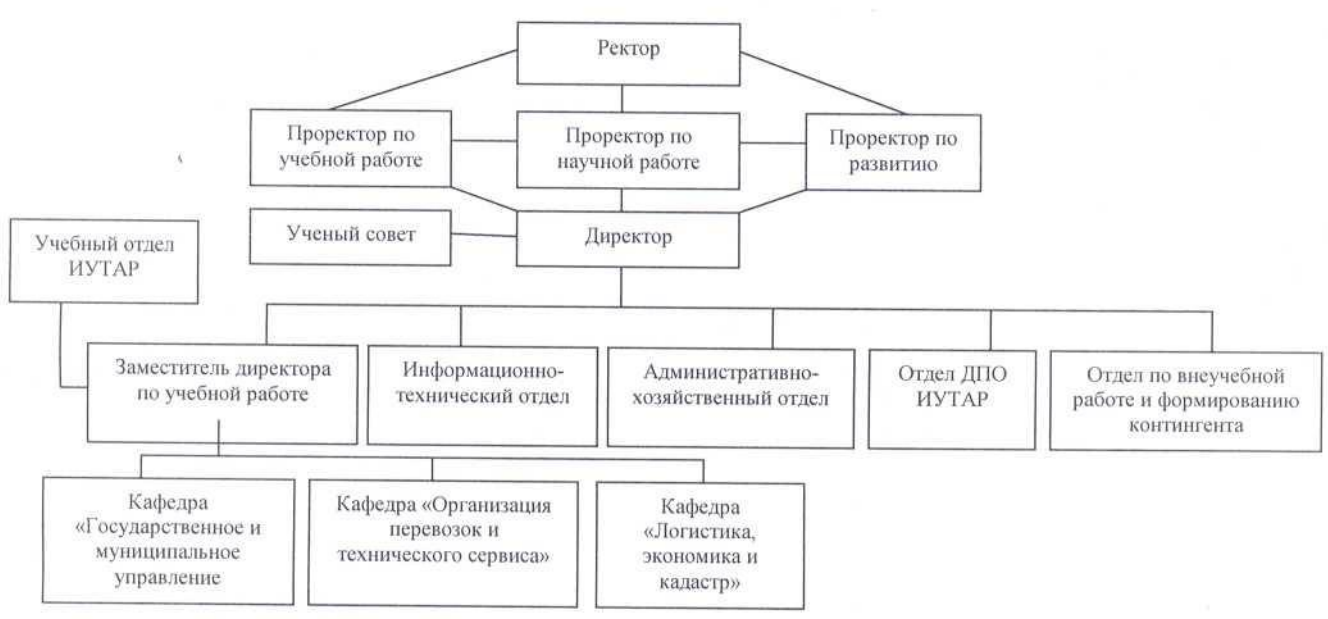 Ректор
Проректор по
учебной работе
Проректор по
научной работе
Проректор по
развитию
Ученый совет
Директор
Учебный отдел
ИУТАР
Заместитель директора
по учебной работе
Информационно-
технический отдел
Административно-
хозяйственный отдел
Отдел ДПО
ИУТАР
Отдел по внеучебной
работе и формированию
контингента
Кафедра
«Государственное и
муниципальное
управление
Кафедра «Организация
перевозок и
технического сервиса»
Кафедра
«Логистика,
экономика и
кадастр»